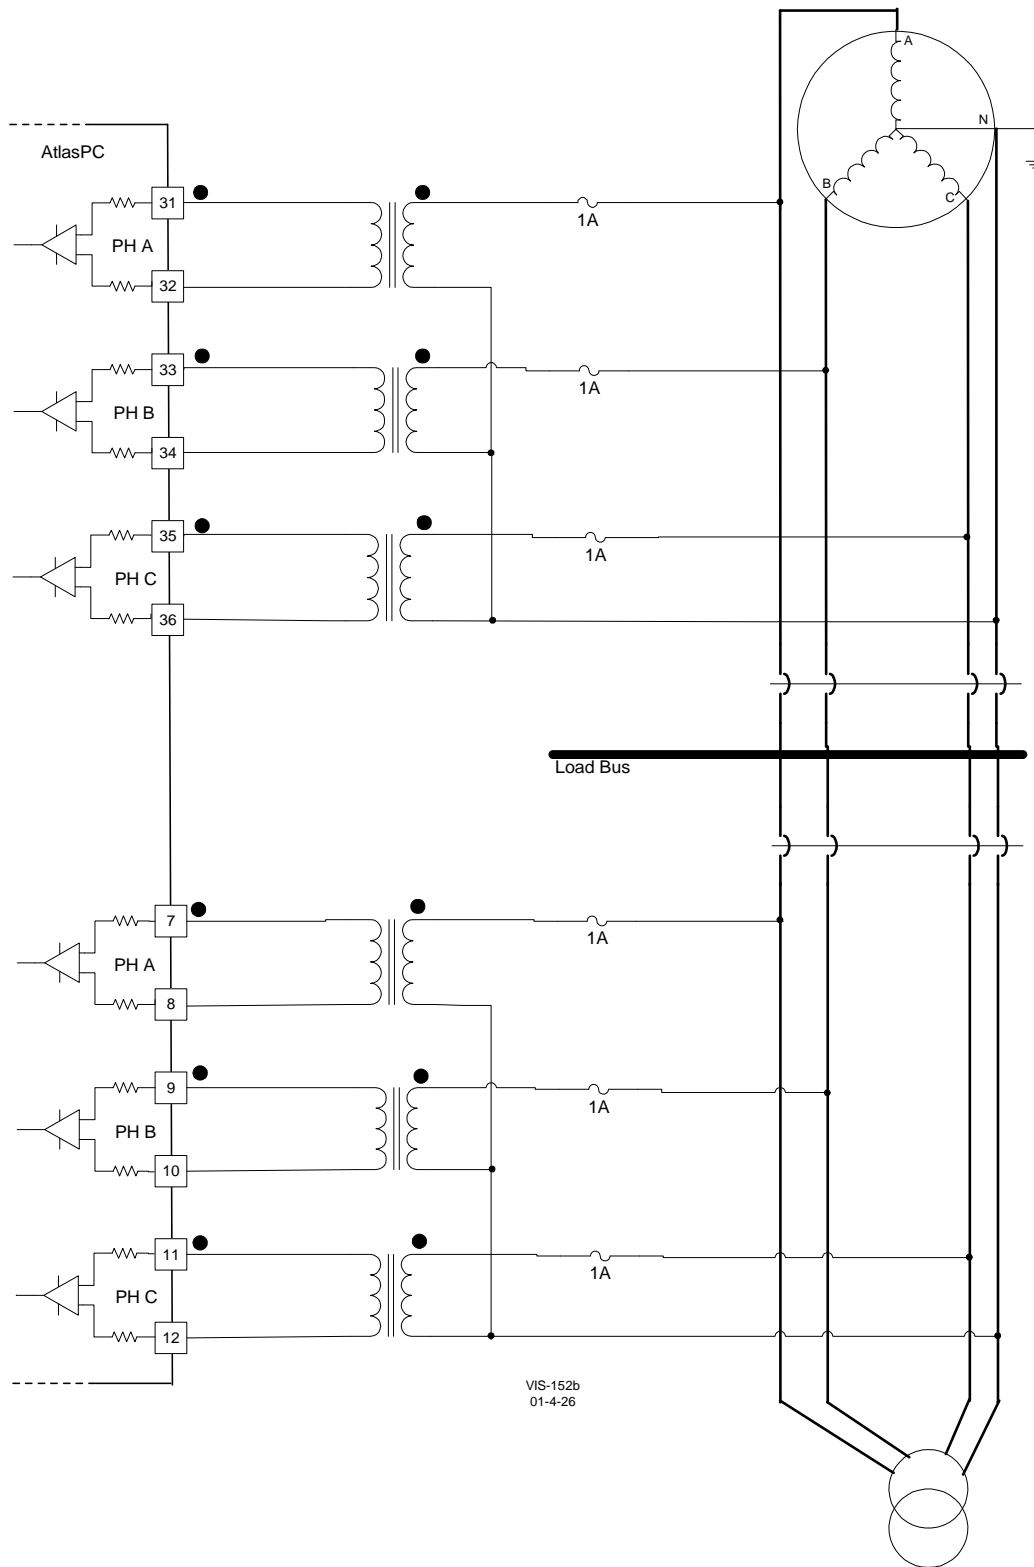 A
N
B
C
AtlasPC
31
1A
PH A
32
33
1A
PH B
34
35
1A
PH C
36
Load Bus
7
1A
PH A
8
9
1A
PH B
10
11
1A
PH C
12
VIS-152b
01-4-26